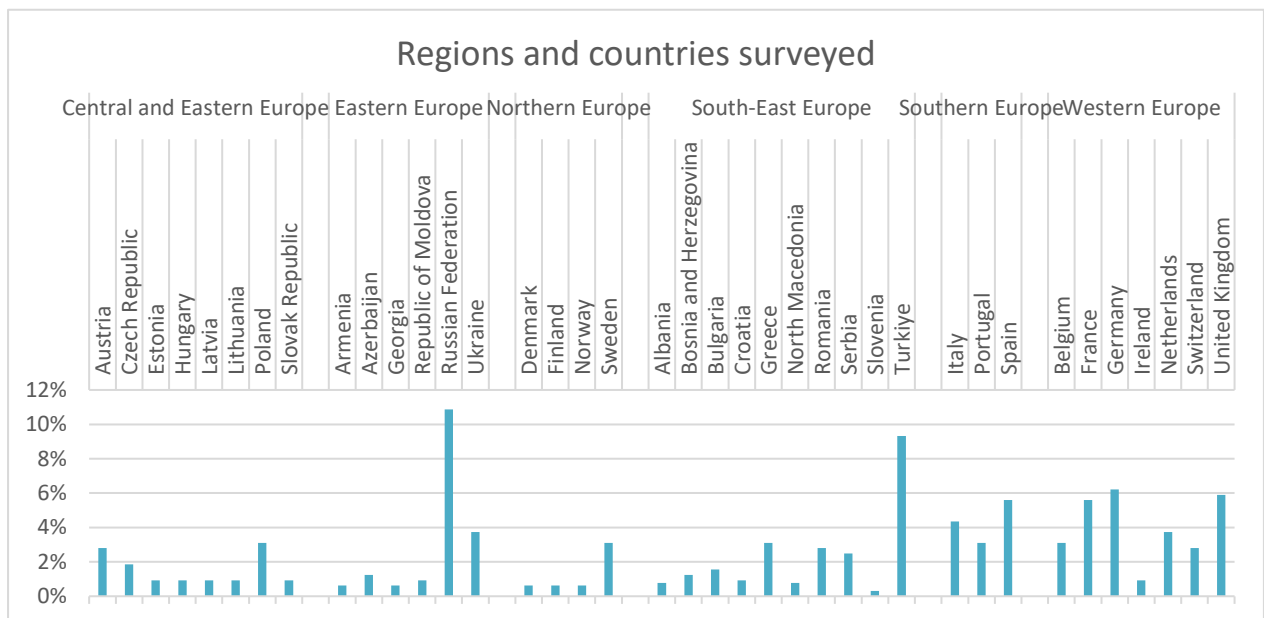 Regions and countries surveyed
Central and Eastern Europe
Eastern Europe
Northern Europe
South-East Europe
Southern Europe
Western Europe
Austria
Czech Republic
Estonia
Hungary
Latvia
Lithuania
Poland
Slovak Republic
Armenia
Azerbaijan
Georgia
Republic of Moldova
Russian Federation
Ukraine
Denmark
Finland
Norway
Sweden
Albania
Bosnia and Herzegovina
Bulgaria
Croatia
Greece
North Macedonia
Romania
Serbia
Slovenia
Turkiye
Italy
Portugal
Spain
Belgium
France
Germany
Ireland
Netherlands
Switzerland
United Kingdom
12%
10%
8%
6%
4%
2%
0%